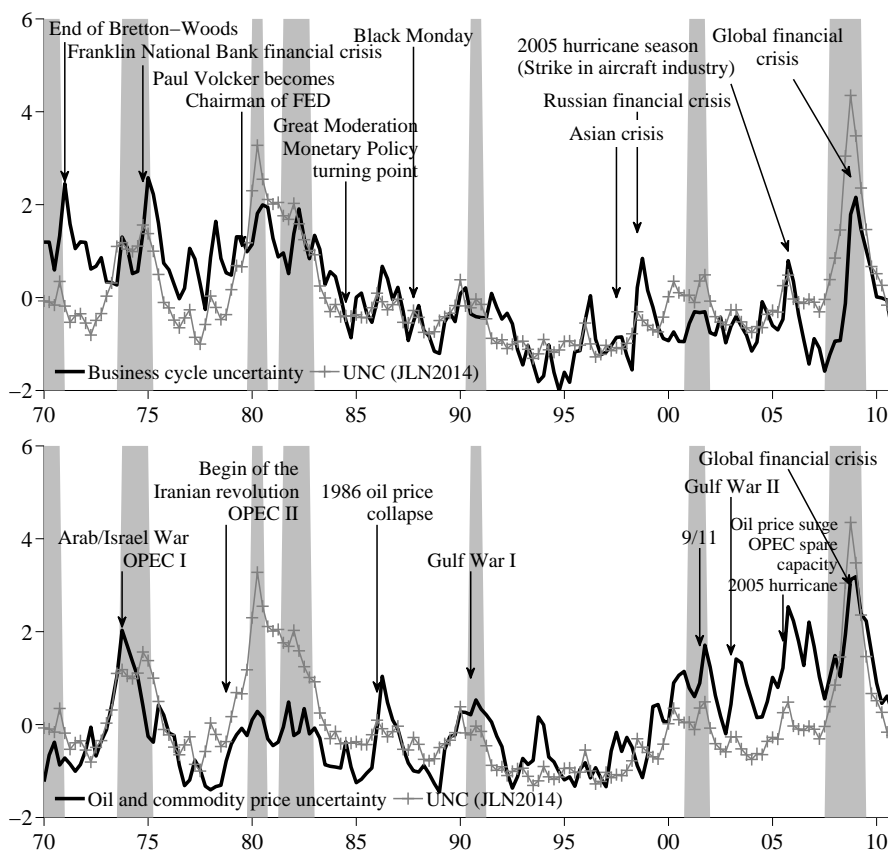 6
End of Bretton–Woods
Franklin National Bank financial crisis
Paul Volcker becomes
Chairman of FED
Great Moderation
Monetary Policy
turning point
Black Monday
2005 hurricane season
(Strike in aircraft industry)
Russian financial crisis
Asian crisis
Global financial
crisis
4
2
0
−2
Business cycle uncertainty
UNC (JLN2014)
70 75 80 85 90 95 00 05 10
6
Begin of the
Iranian revolution
OPEC II
Arab/Israel War
OPEC I
1986 oil price
collapse
Gulf War I
9/11
Global financial crisis
Gulf War II
Oil price surge
OPEC spare
capacity
2005 hurricane
4
2
0
−2
Oil and commodity price uncertainty
UNC (JLN2014)
70 75 80 85 90 95 00 05 10